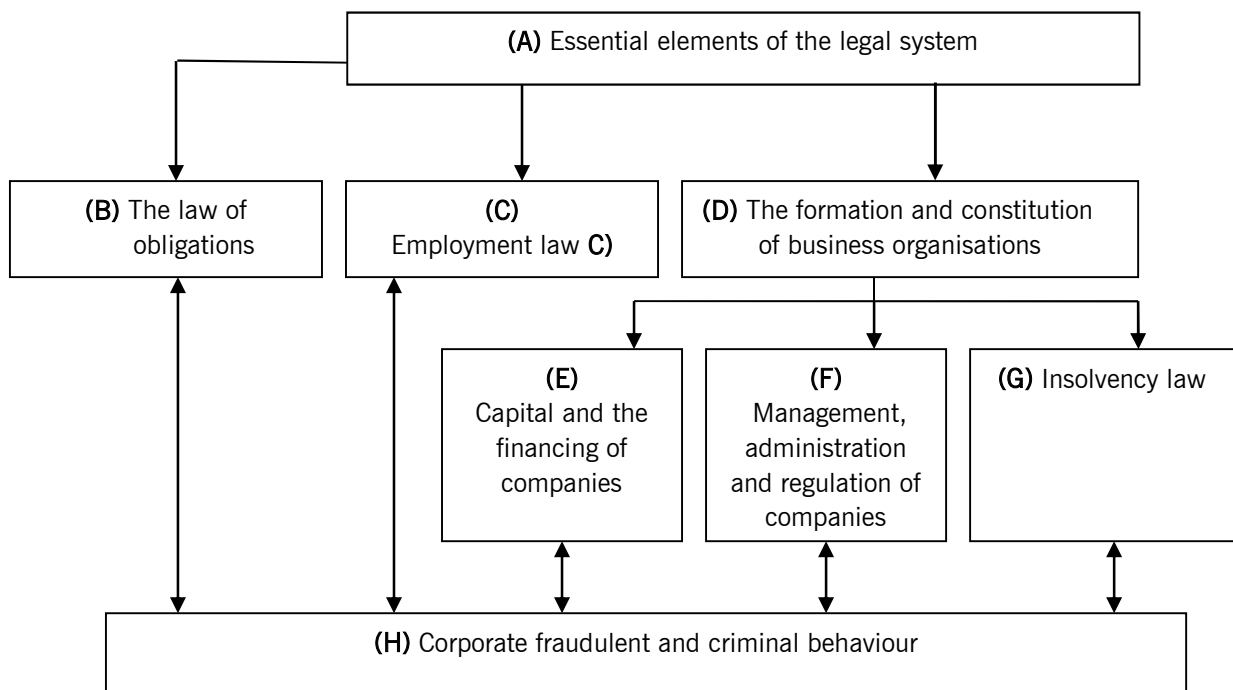 (A) Essential elements of the legal system
(B) The law of
obligations
(C)
Employment law C)
(D) The formation and constitution
of business organisations
(E)
Capital and the
financing of
companies
(F)
Management,
administration
and regulation of
companies
(G) Insolvency law
(H) Corporate fraudulent and criminal behaviour